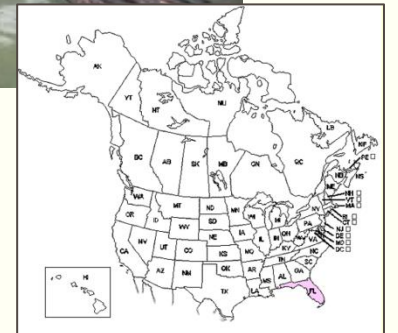 AK
YT
NT
NU
BC
AB
SK
MB
ON
QC
LB
NF
PE
NB
NS
ME
WA
MT
ND
MN
OR
ID
WY
SD
WI
MI
NY
NH
VT
MA
RI
CT
NJ
DE
MD
DC
NV
UT
CO
NE
IA
IL
IN
OH
PA
CA
AZ
NM
KS
MO
KY
WV
VA
OK
AR
TN
NC
SC
TX
LA
MS
AL
GA
FL
HI